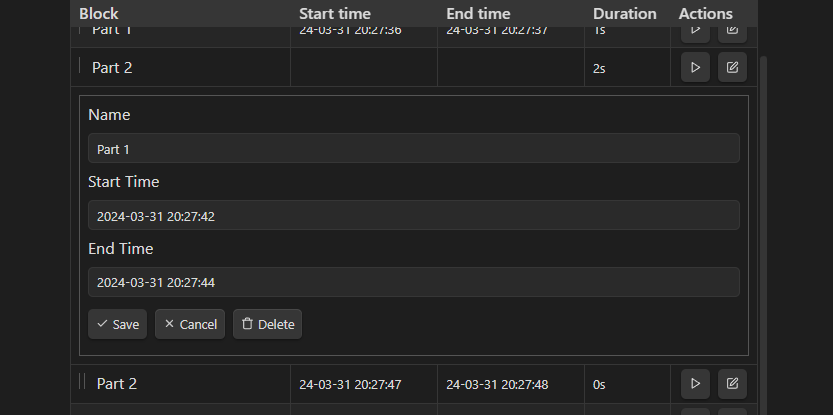 Block Start time End time Duration Actions
Part 1 24-03-31 20:27:36 24-03-31 20:27:37 1s
Part 2 2s
Name
Part 1
Start Time
2024-03-31 20:27:42
End Time
2024-03-31 20:27:44
Save Cancel Delete
Part 2 24-03-31 20:27:47 24-03-31 20:27:48 0s